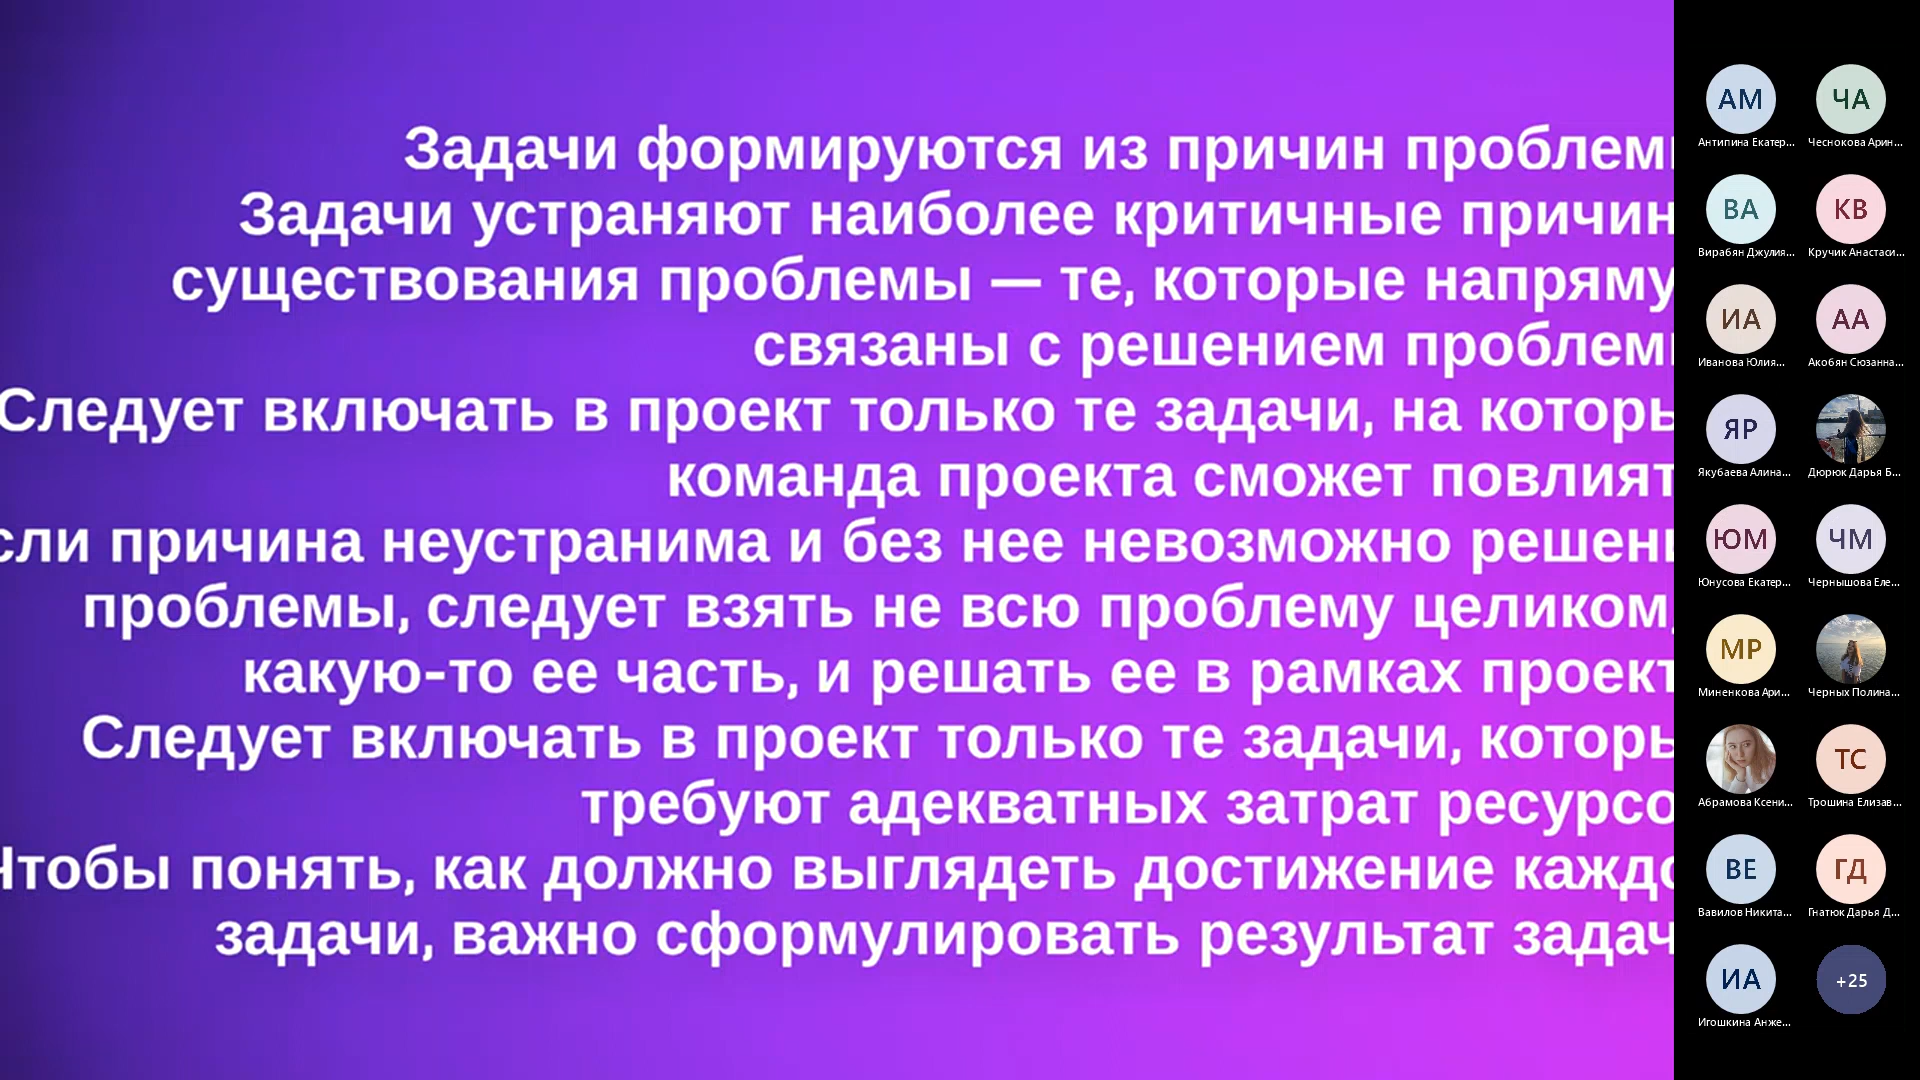 Задачи формируются из причин проблем
Задачи устраняют наиболее критичные причин
существования проблемы — те, которые напряму
связаны с решением проблем
Следует включать в проект только те задачи, на которы
команда проекта сможет повлият
сли причина неустранима и без нее невозможно решени
проблемы, следует взять не всю проблему целиком,
какую-то ее часть, и решать ее в рамках проект
Следует включать в проект только те задачи, которы
требуют адекватных затрат ресурсо
Чтобы понять, как должно выглядеть достижение каждо
задачи, важно сформулировать результат задач
АМ ЧА
Антипина Екатер... Чеснокова Арин...
ВА КВ
Вирабян Джулия... Кручик Анастаси...
ИА АА
Иванова Юлия... Акобян Сюзанна...
ЯР
Якубаева Алина... Дюрюк Дарья Б...
ЮМ ЧМ
Юнусова Екатер... Чернышова Еле...
МР
Миненкова Ари... Черных Полина...
ТС
Абрамова Ксени... Трошина Елизав...
ВЕ ГД
Вавилов Никита... Гнатюк Дарья Д...
ИА +25
Игошкина Анже...